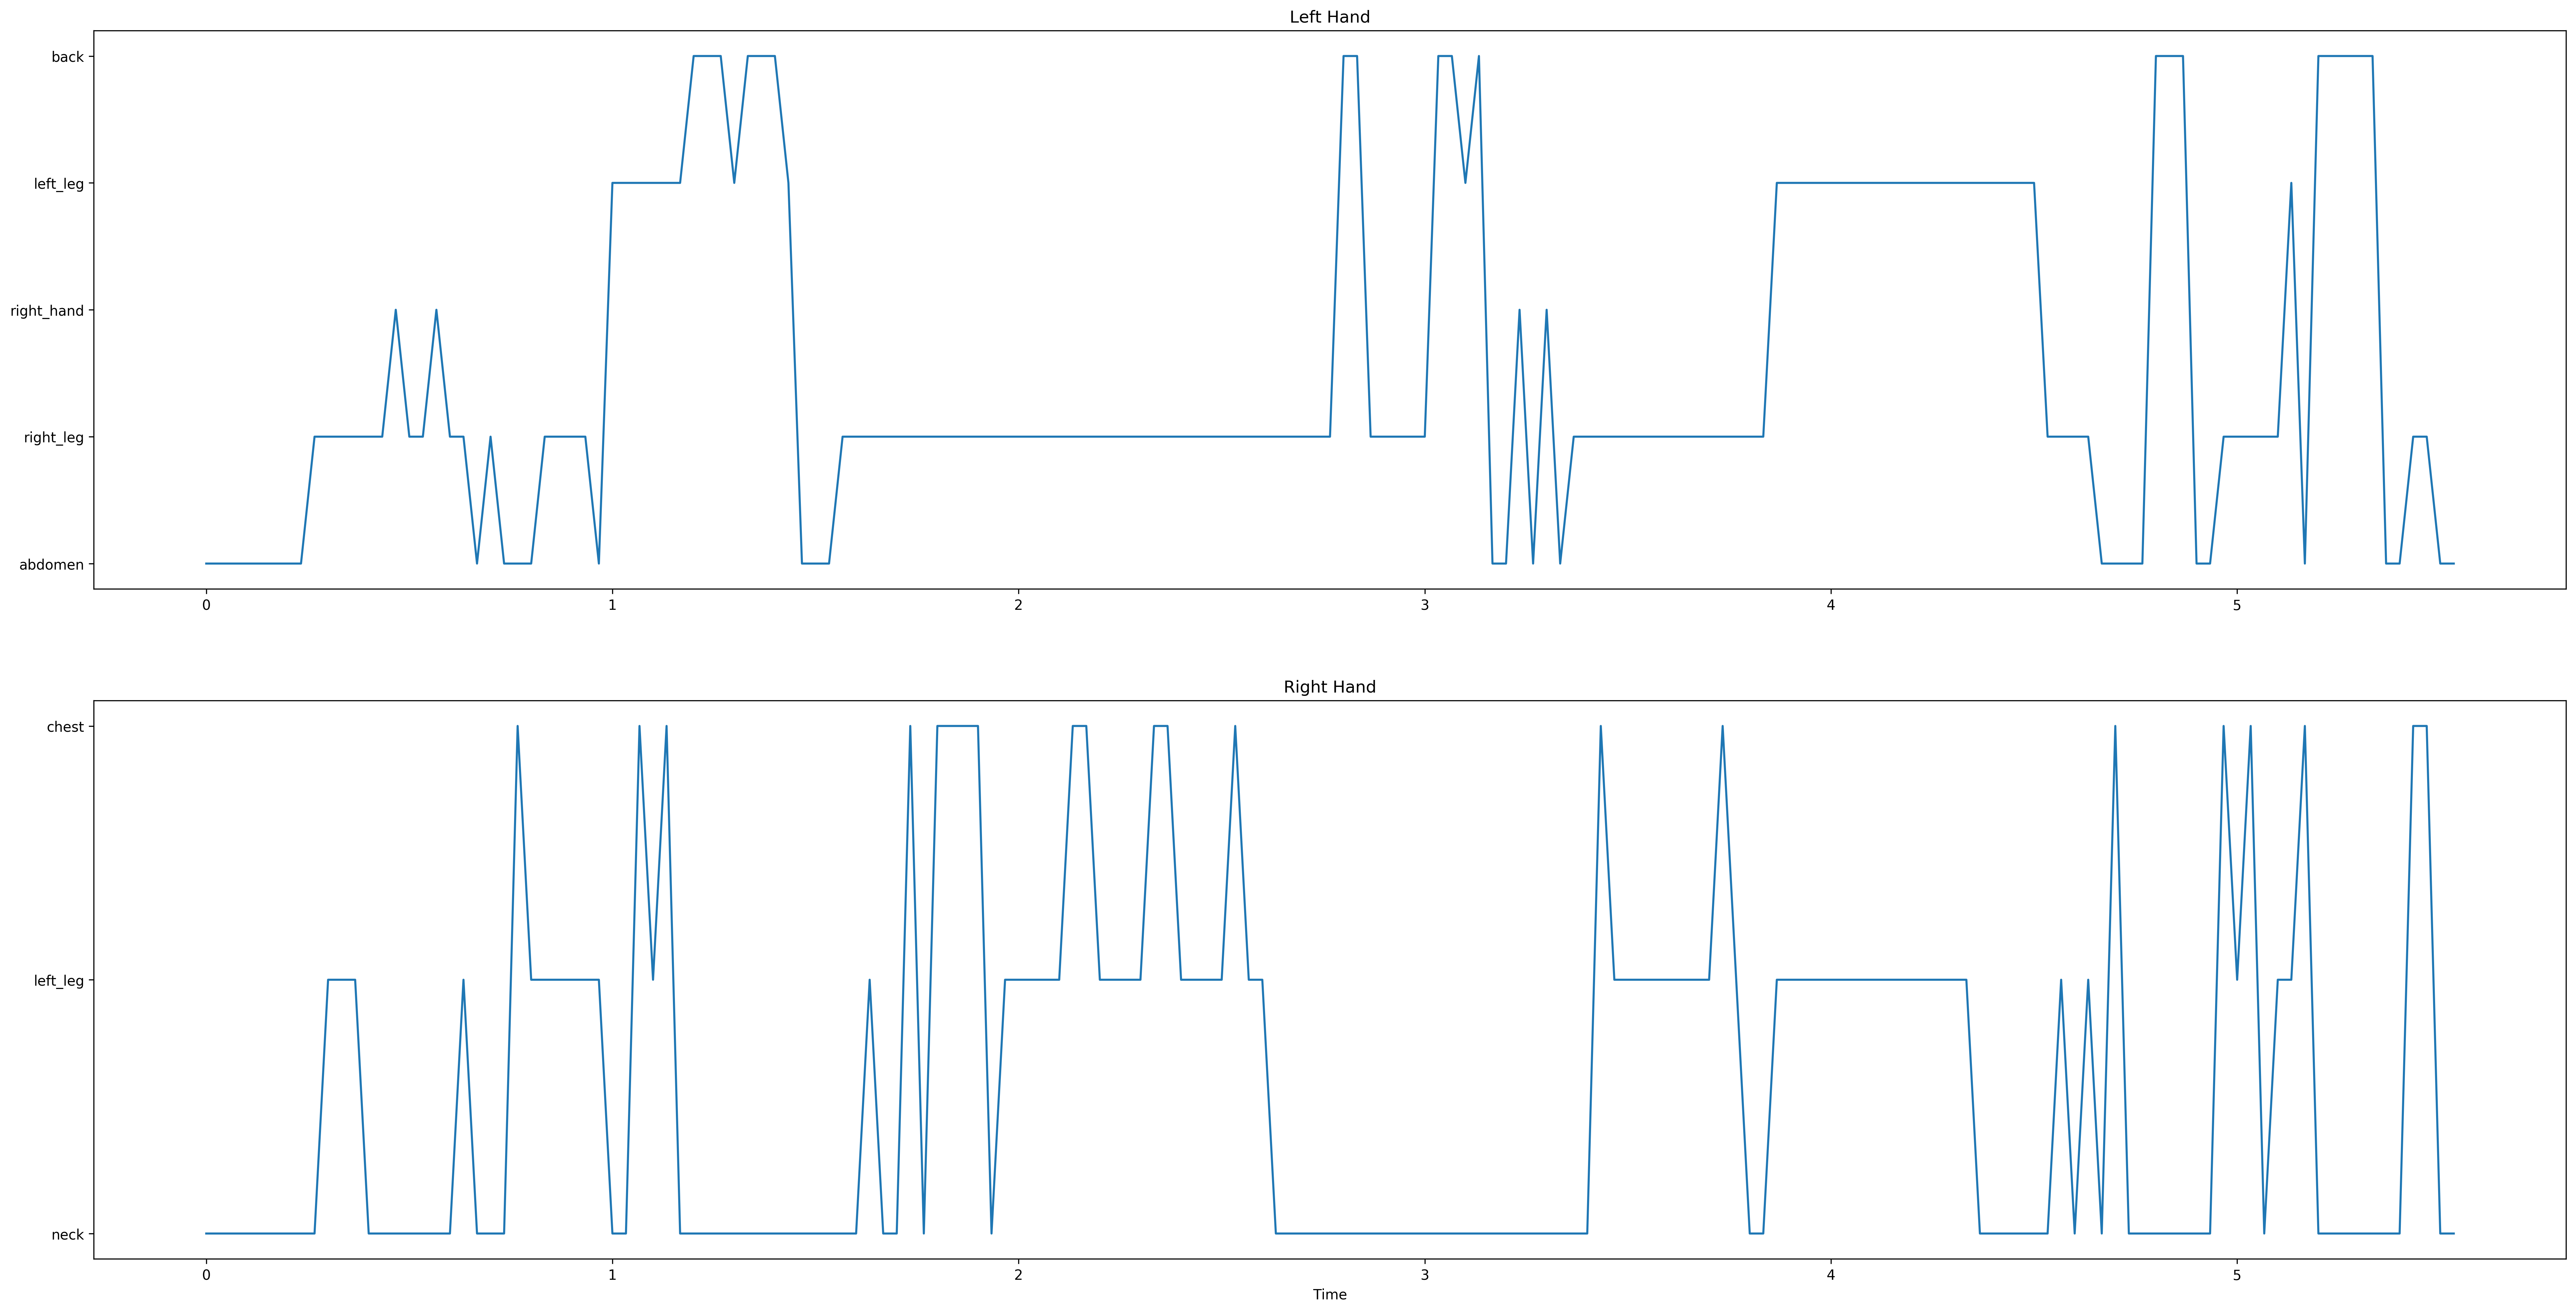 Left Hand
back
left_leg
right_hand
right_leg
abdomen
0 1 2 3 4 5
Right Hand
chest
left_leg
neck
0 1 2 3 4 5
Time